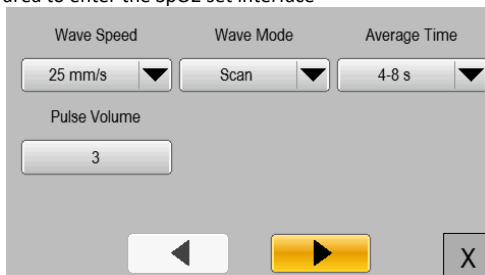 area to enter the SpO2 set interface
Wave Speed Wave Mode Average Time
25 mm/s Scan 4-8 s
Pulse Volume
3
X